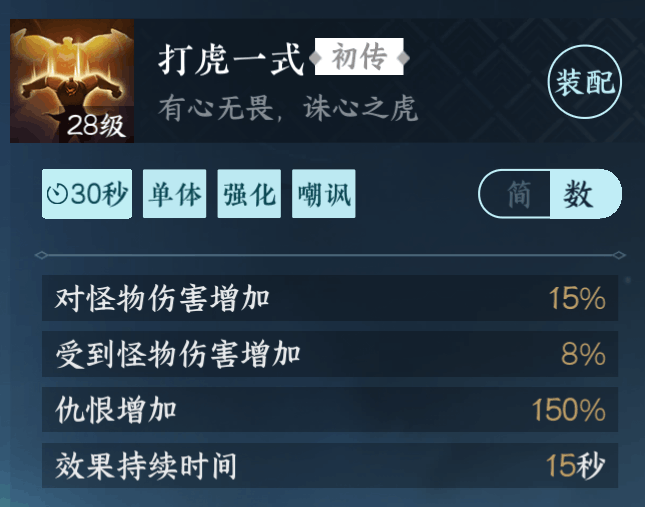 打虎一式 初传
有心无畏，诛心之虎
28级
装配
30秒 单体 强化 嘲讽
简 数
对怪物伤害增加 15%
受到怪物伤害增加 8%
仇恨增加 150%
效果持续时间 15秒